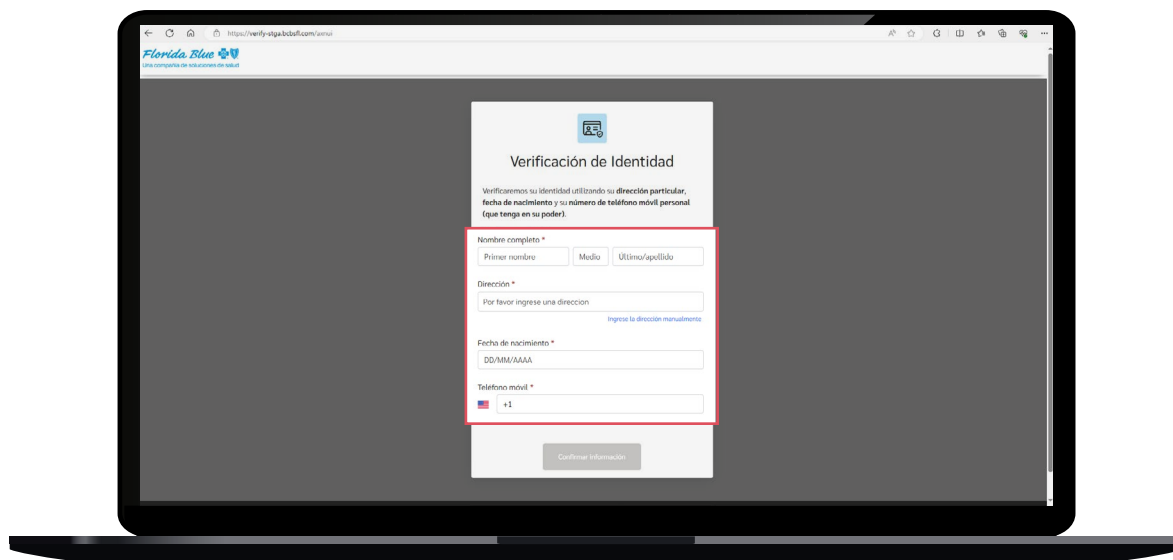 https://verify-stga.bcbsfl.com/annui
Florida Blue
Una compañía de soluciones de salud
Verificación de Identidad
Verificaremos su identidad utilizando su dirección particular,
fecha de nacimiento y su número de teléfono móvil personal
(que tenga en su poder).
Nombre completo *
Primer nombre Medio Último/apellido
Dirección *
Por favor ingrese una direccion
Ingrese la dirección manualmente
Fecha de nacimiento *
DD/MM/AAAA
Teléfono móvil *
+1
Confirmar información